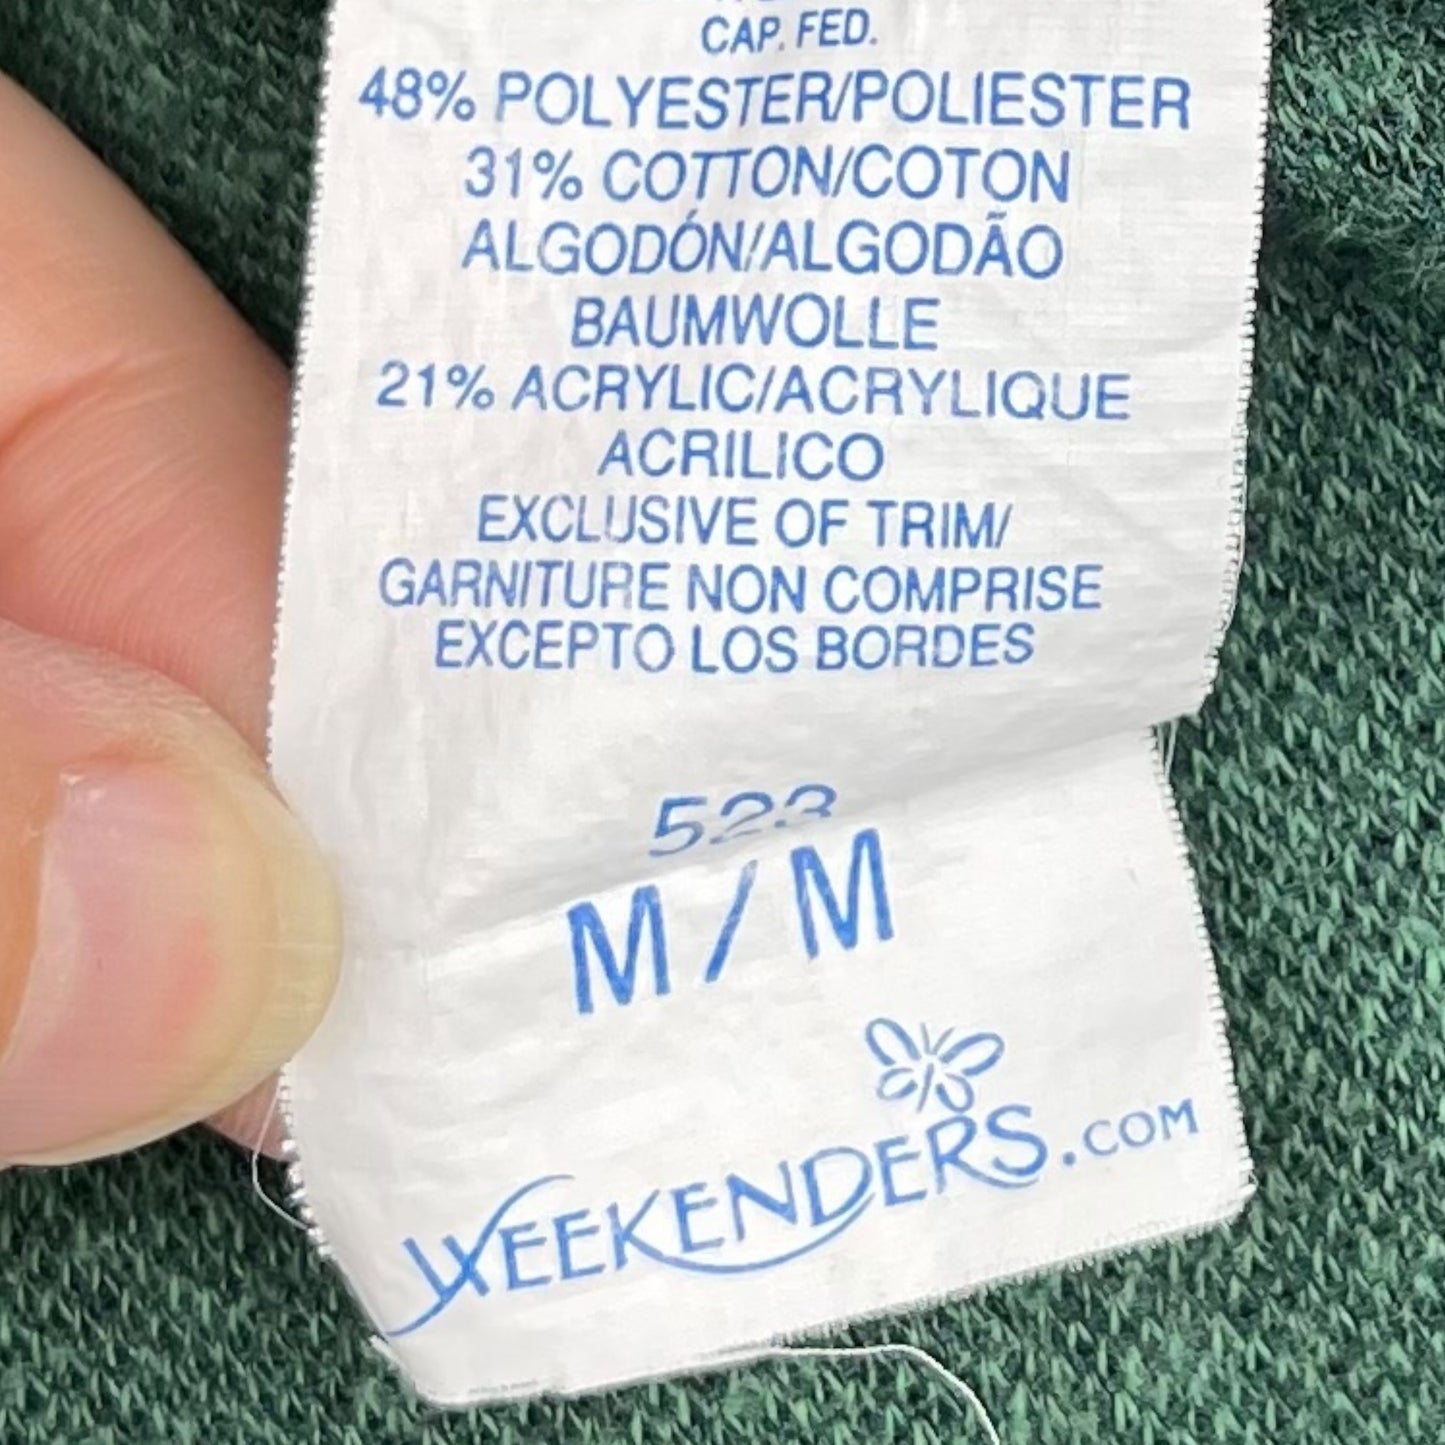 CAP. FED.
48% POLYESTER/POLIESTER
31% COTTON/COTON
ALGODÓN/ALGODÃO
BAUMWOLLE
21% ACRYLIC/ACRYLIQUE
ACRILICO
EXCLUSIVE OF TRIM/
GARNITURE NON COMPRISE
EXCEPTO LOS BORDES
523
M/M
WEEKENDERS.COM